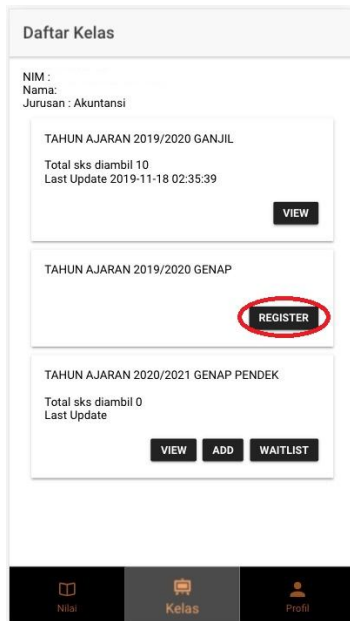 Daftar Kelas
NIM :
Nama:
Jurusan : Akuntansi
TAHUN AJARAN 2019/2020 GANJIL
Total sks diambil 10
Last Update 2019-11-18 02:35:39
VIEW
TAHUN AJARAN 2019/2020 GENAP
REGISTER
TAHUN AJARAN 2020/2021 GENAP PENDEK
Total sks diambil 0
Last Update
VIEW ADD WAITLIST
Nilai Kelas Profil